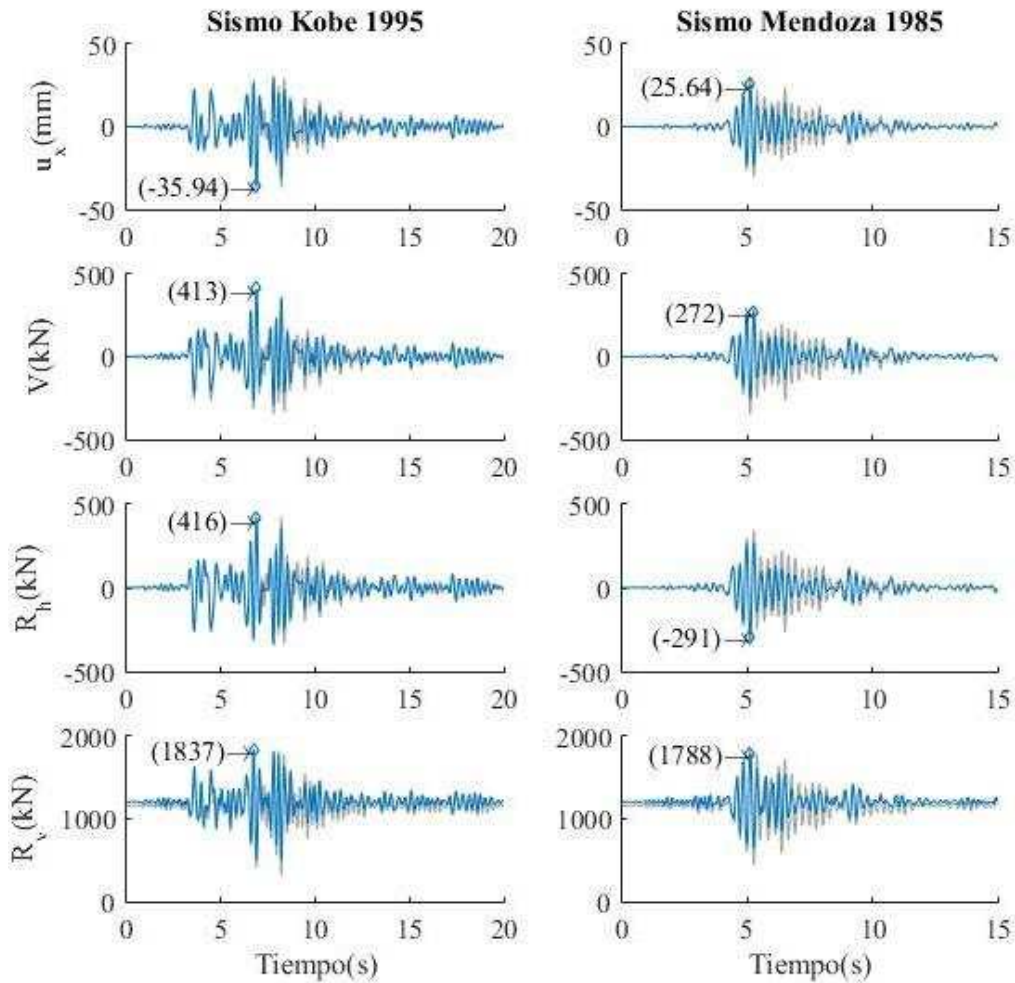 Sismo Kobe 1995
50
0
-50
u_x(mm)
(-35.94)
0 5 10 15 20
Sismo Mendoza 1985
50
0
-50
(25.64)
0 5 10 15
500
0
-500
V(kN)
(413)
0 5 10 15 20
500
0
-500
(272)
0 5 10 15
500
0
-500
R_h(kN)
(416)
0 5 10 15 20
500
0
-500
(-291)
0 5 10 15
2000
1000
0
R_v(kN)
(1837)
0 5 10 15 20
Tiempo(s)
2000
1000
0
(1788)
0 5 10 15
Tiempo(s)